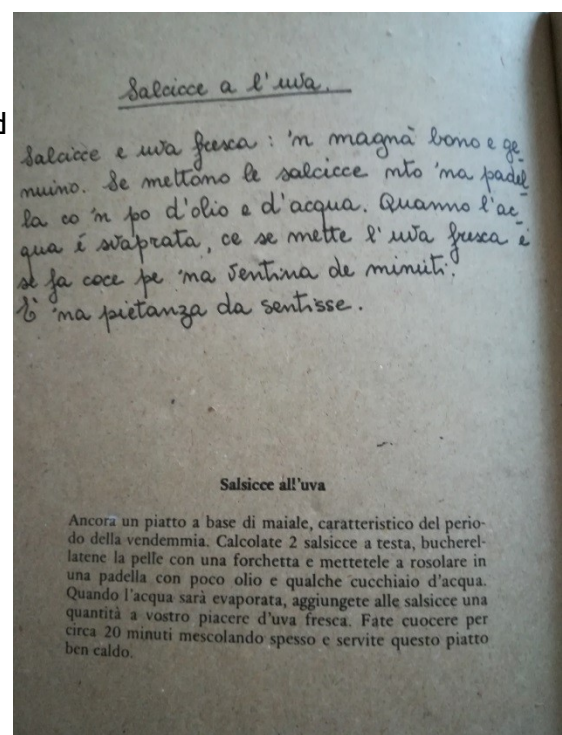 d
Salcicce a l'uva.
Salcicce e uva fresca : 'n magnà bono e ge_
nuino. Se mettono le salcicce nto 'na padel_
la co 'n po d'olio e d'acqua. Quanno l'ac_
qua é svaprata, ce se mette l'uva fresca é
se fa coce pe 'na ventina de minuti.
É 'na pietanza da sentisse.
Salsicce all'uva
Ancora un piatto a base di maiale, caratteristico del perio-
do della vendemmia. Calcolate 2 salsicce a testa, bucherel-
latene la pelle con una forchetta e mettetele a rosolare in
una padella con poco olio e qualche cucchiaio d'acqua.
Quando l'acqua sarà evaporata, aggiungete alle salsicce una
quantità a vostro piacere d'uva fresca. Fate cuocere per
circa 20 minuti mescolando spesso e servite questo piatto
ben caldo.